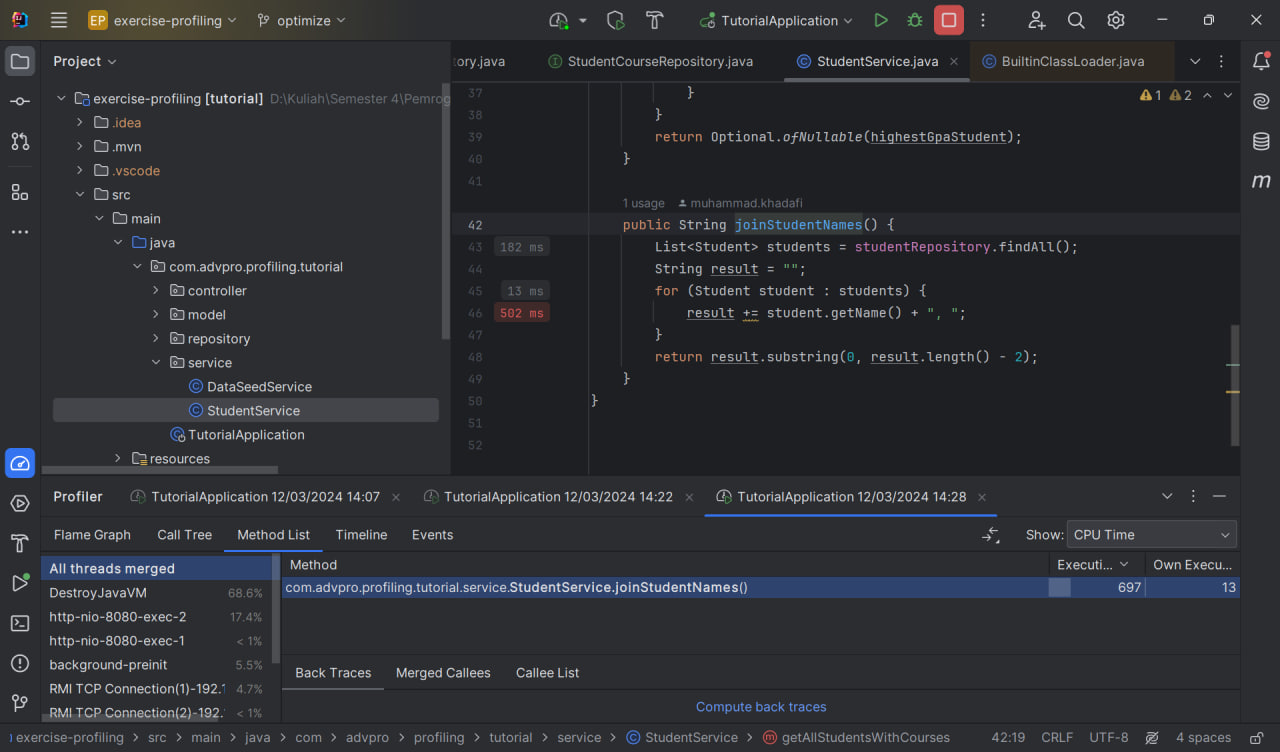 EP exercise-profiling optimize TutorialApplication
Project
ory.java StudentCourseRepository.java StudentService.java BuiltinClassLoader.java
exercise-profiling [tutorial] D:\Kuliah\Semester 4\Pemrog
.idea
.mvn
.vscode
src
main
java
com.advpro.profiling.tutorial
controller
model
repository
service
DataSeedService
StudentService
TutorialApplication
resources
1 2
37 }
38 }
39 return Optional.ofNullable(highestGpaStudent);
40 }
41
1 usage muhammad.khadafi
42 public String joinStudentNames() {
43 182 ms List<Student> students = studentRepository.findAll();
44 String result = "";
45 13 ms for (Student student : students) {
46 502 ms result += student.getName() + ", ";
47 }
48 return result.substring(0, result.length() - 2);
49 }
50 }
51
52
Profiler TutorialApplication 12/03/2024 14:07 TutorialApplication 12/03/2024 14:22 TutorialApplication 12/03/2024 14:28
Flame Graph Call Tree Method List Timeline Events Show: CPU Time
All threads merged
DestroyJavaVM 68.6%
http-nio-8080-exec-2 17.4%
http-nio-8080-exec-1 < 1%
background-preinit 5.5%
RMI TCP Connection(1)-192.1 4.7%
RMI TCP Connection(2)-192. < 1%
Method Executi... Own Execu...
com.advpro.profiling.tutorial.service.StudentService.joinStudentNames() 697 13
Back Traces Merged Callees Callee List
Compute back traces
exercise-profiling > src > main > java > com > advpro > profiling > tutorial > service > StudentService > getAllStudentsWithCourses 42:19 CRLF UTF-8 4 spaces